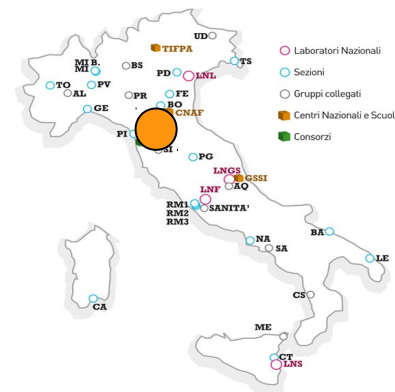 UD
TIFPA
MI B.
MI
BS
PD
LNL
TS
TO
AL
PV
PR
FE
BO
CNAF
GE
PI
SI
PG
LNGS
GSSI
AQ
LNF
RM1
RM2
RM3
SANITA'
BA
NA
SA
LE
CS
CA
ME
CT
LNS
Laboratori Nazionali
Sezioni
Gruppi collegati
Centri Nazionali e Scuol
Consorzi